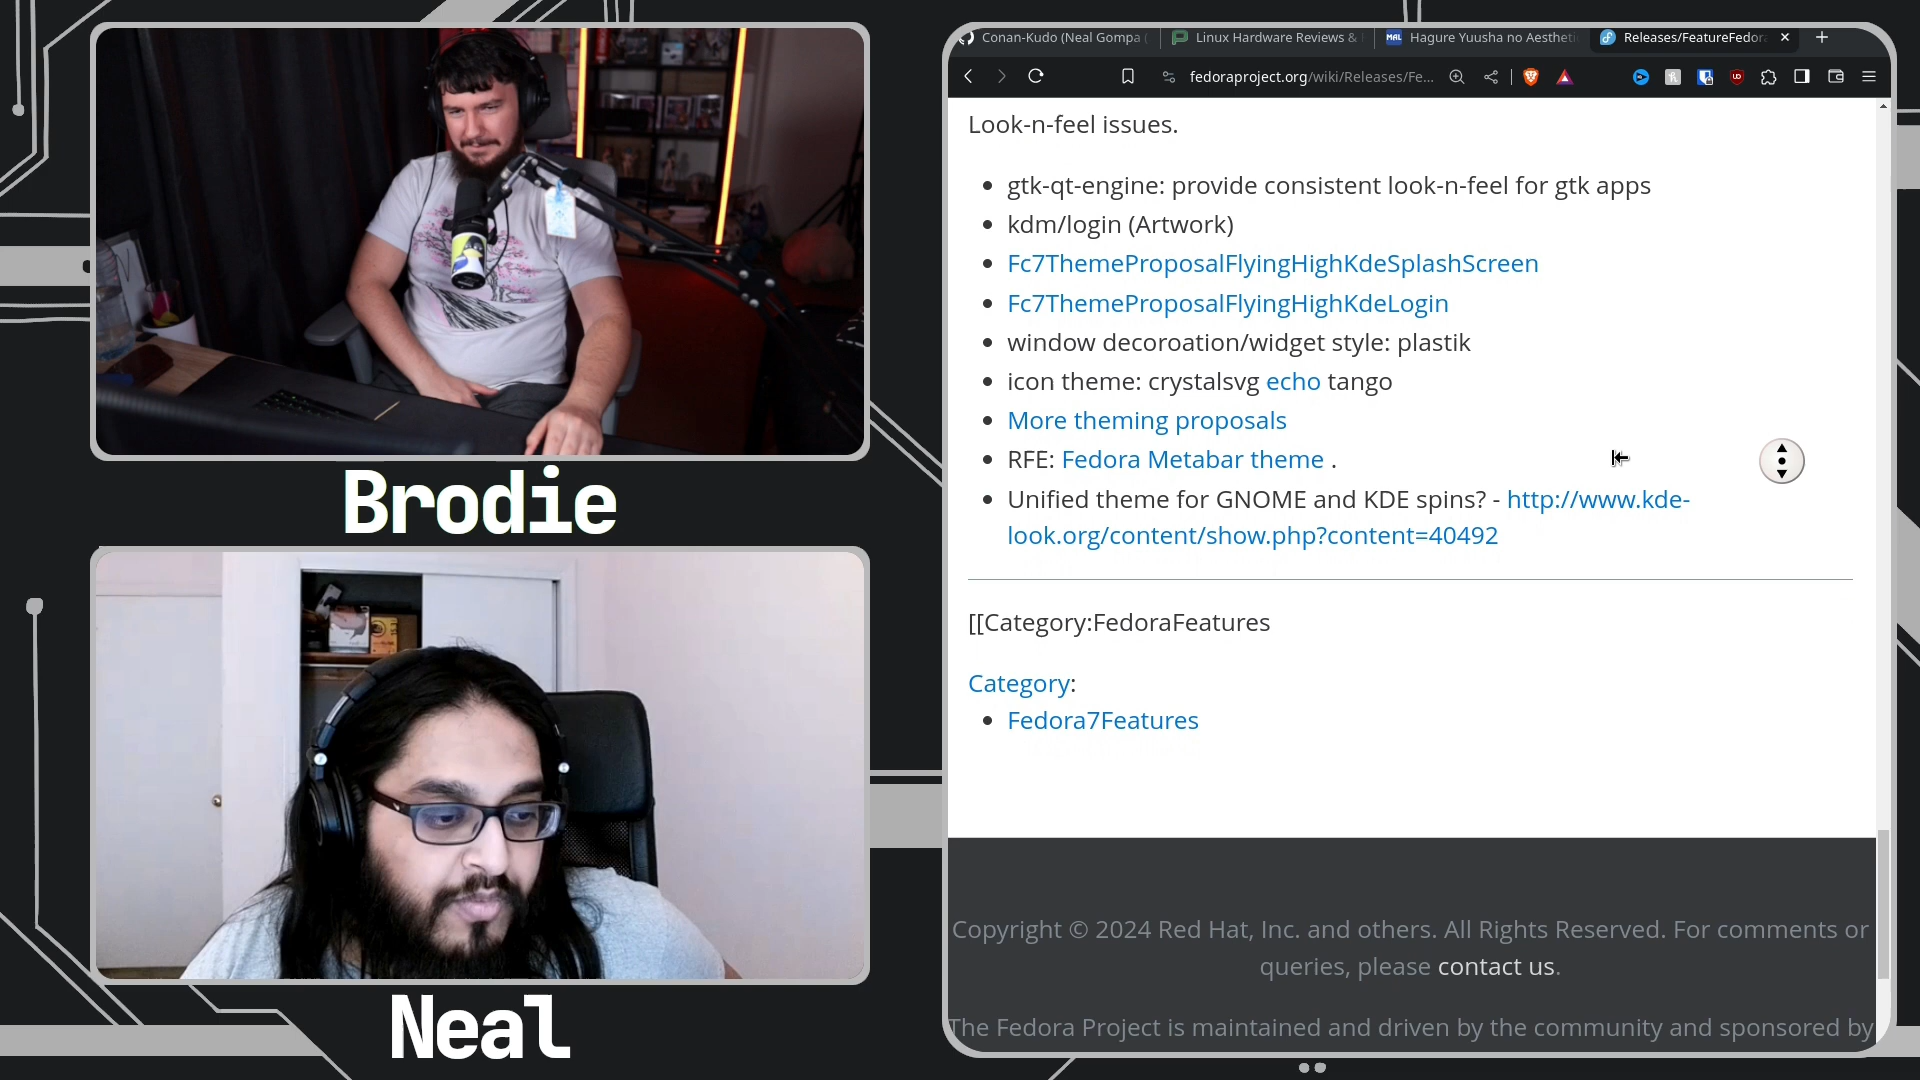 Conan-Kudo (Neal Gompa (
Linux Hardware Reviews &
MAL
Hagure Yuusha no Aestheti
Releases/FeatureFedor
fedoraproject.org/wiki/Releases/Fe...
Look-n-feel issues.
gtk-qt-engine: provide consistent look-n-feel for gtk apps
kdm/login (Artwork)
Fc7ThemeProposalFlyingHighKdeSplashScreen
Fc7ThemeProposalFlyingHighKdeLogin
window decoroation/widget style: plastik
icon theme: crystalsvg echo tango
More theming proposals
RFE: Fedora Metabar theme .
Unified theme for GNOME and KDE spins? - http://www.kde-
look.org/content/show.php?content=40492
[[Category:FedoraFeatures
Category:
Fedora7Features
Copyright © 2024 Red Hat, Inc. and others. All Rights Reserved. For comments or
queries, please contact us.
The Fedora Project is maintained and driven by the community and sponsored by
Brodie
Neal